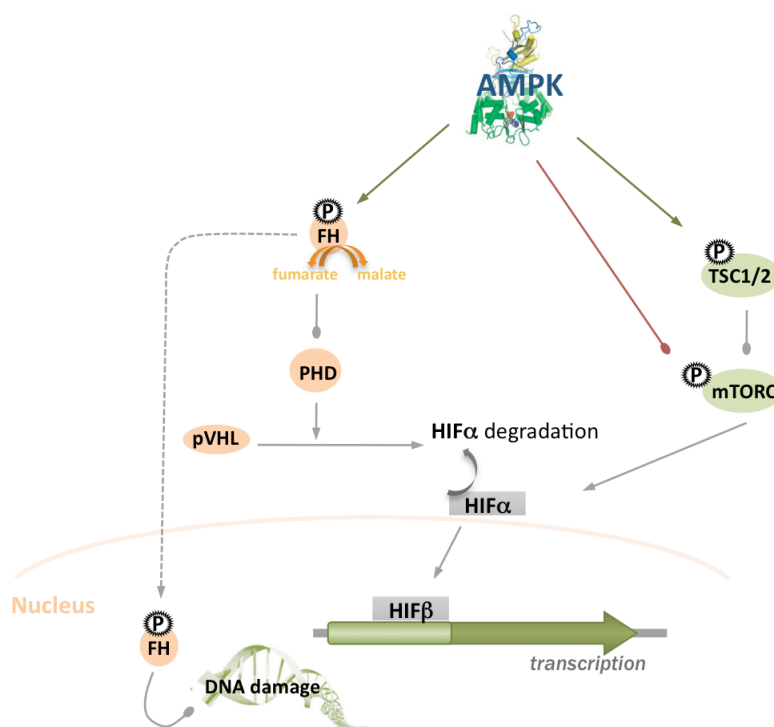 AMPK
P
FH
fumarate malate
P
TSC1/2
PHD
P
mTORC
pVHL
HIFα degradation
HIFα
Nucleus
HIFβ
P
FH
transcription
DNA damage